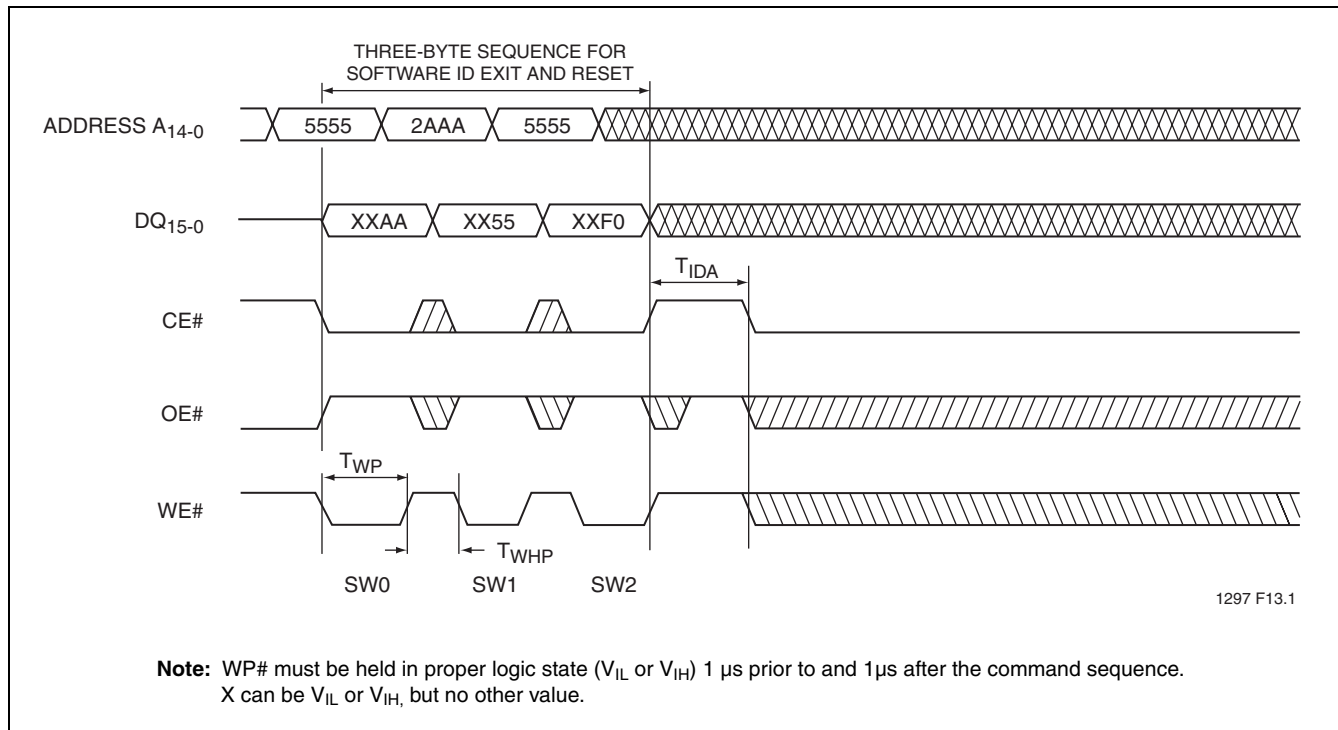 THREE-BYTE SEQUENCE FOR
SOFTWARE ID EXIT AND RESET
ADDRESS A14-0
5555
2AAA
5555
DQ15-0
XXAA
XX55
XXF0
TIDA
CE#
OE#
TWP
WE#
TWHP
SW0
SW1
SW2
1297 F13.1
Note: WP# must be held in proper logic state (VIL or VIH) 1 µs prior to and 1µs after the command sequence.
X can be VIL or VIH, but no other value.